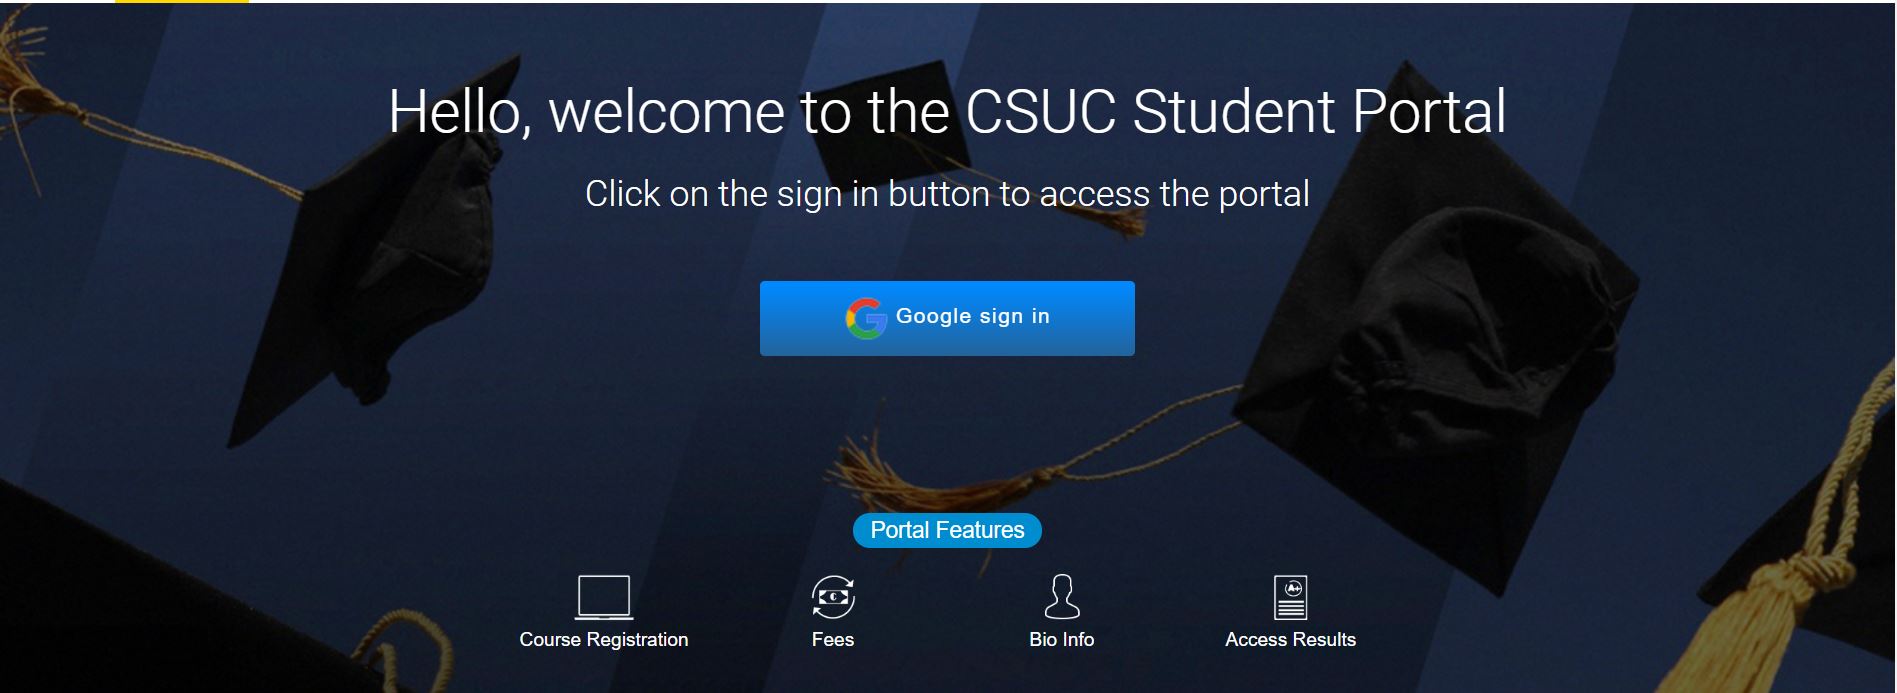 Hello, welcome to the CSUC Student Portal
Click on the sign in button to access the portal
Google sign in
Portal Features
Course Registration
Fees
Bio Info
A+
Access Results